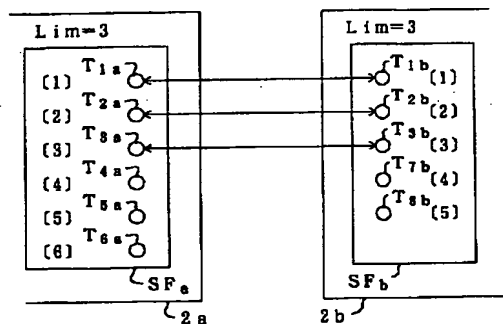 Lim=3
[1] T1a
[2] T2a
[3] T3a
[4] T4a
[5] T5a
[6] T6a
SFa
2a
Lim=3
T1b [1]
T2b [2]
T3b [3]
T7b [4]
T8b [5]
SFb
2b